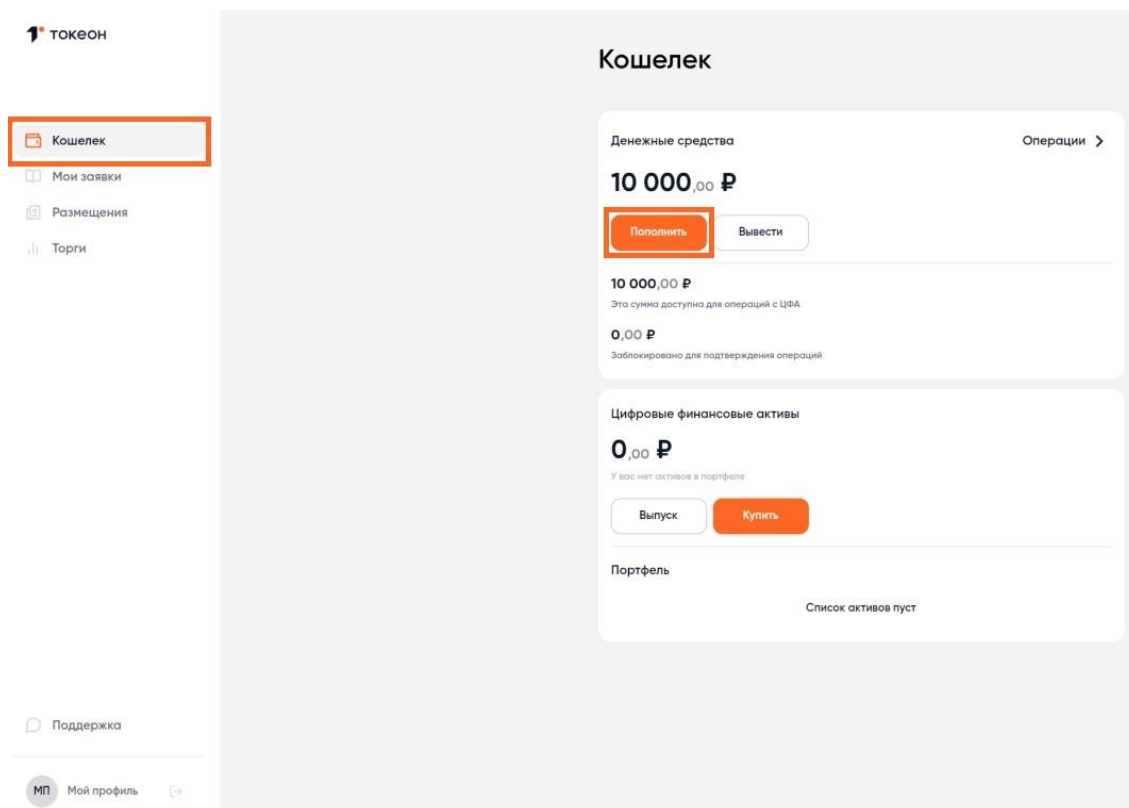 токеон
Кошелек
Мои заявки
Размещения
Торги
Поддержка
МП Мой профиль
Кошелек
Денежные средства Операции
10 000,00 ₽
Пополнить Вывести
10 000,00 ₽
Эта сумма доступна для операций с ЦФА
0,00 ₽
Заблокировано для подтверждения операций
Цифровые финансовые активы
0,00 ₽
У вас нет активов в портфеле
Выпуск Купить
Портфель
Список активов пуст